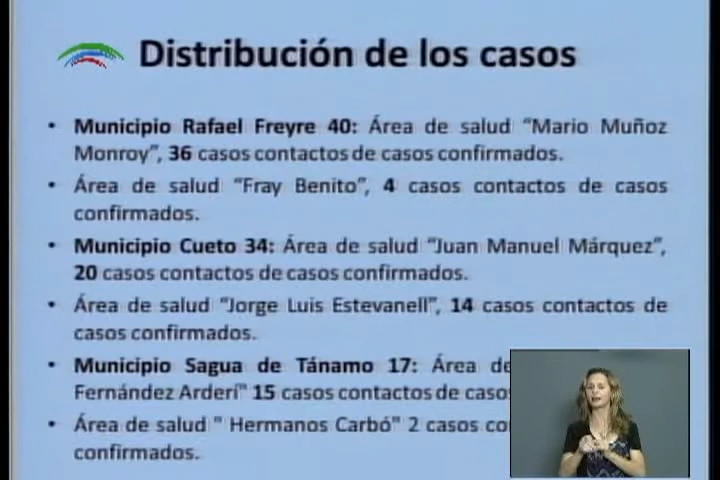 Distribución de los casos
• Municipio Rafael Freyre 40: Área de salud “Mario Muñoz
Monroy”, 36 casos contactos de casos confirmados.
• Área de salud “Fray Benito”, 4 casos contactos de casos
confirmados.
• Municipio Cueto 34: Área de salud “Juan Manuel Márquez”,
20 casos contactos de casos confirmados.
• Área de salud “Jorge Luis Estevanell”, 14 casos contactos de
casos confirmados.
• Municipio Sagua de Tánamo 17: Área de
Fernández Arderí" 15 casos contactos de caso
• Área de salud " Hermanos Carbó" 2 casos co
confirmados.